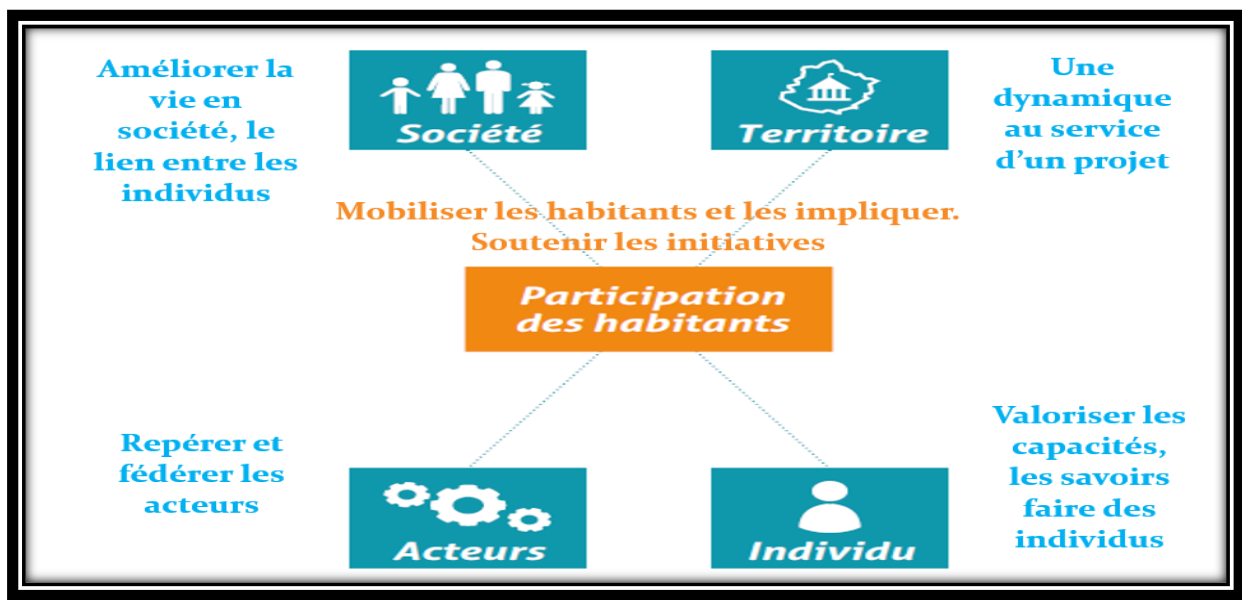 Améliorer la
vie en
société, le
lien entre les
individus
Société
Territoire
Une
dynamique
au service
d’un projet
Mobiliser les habitants et les impliquer.
Soutenir les initiatives
Participation
des habitants
Repérer et
fédérer les
acteurs
Acteurs
Individu
Valoriser les
capacités,
les savoirs
faire des
individus